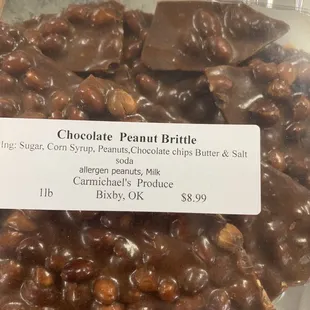 Chocolate Peanut Brittle
Ing: Sugar, Corn Syrup, Peanuts,Chocolate chips Butter & Salt
soda
allergen peanuts, Milk
Carmichael's Produce
1lb Bixby, OK $8.99